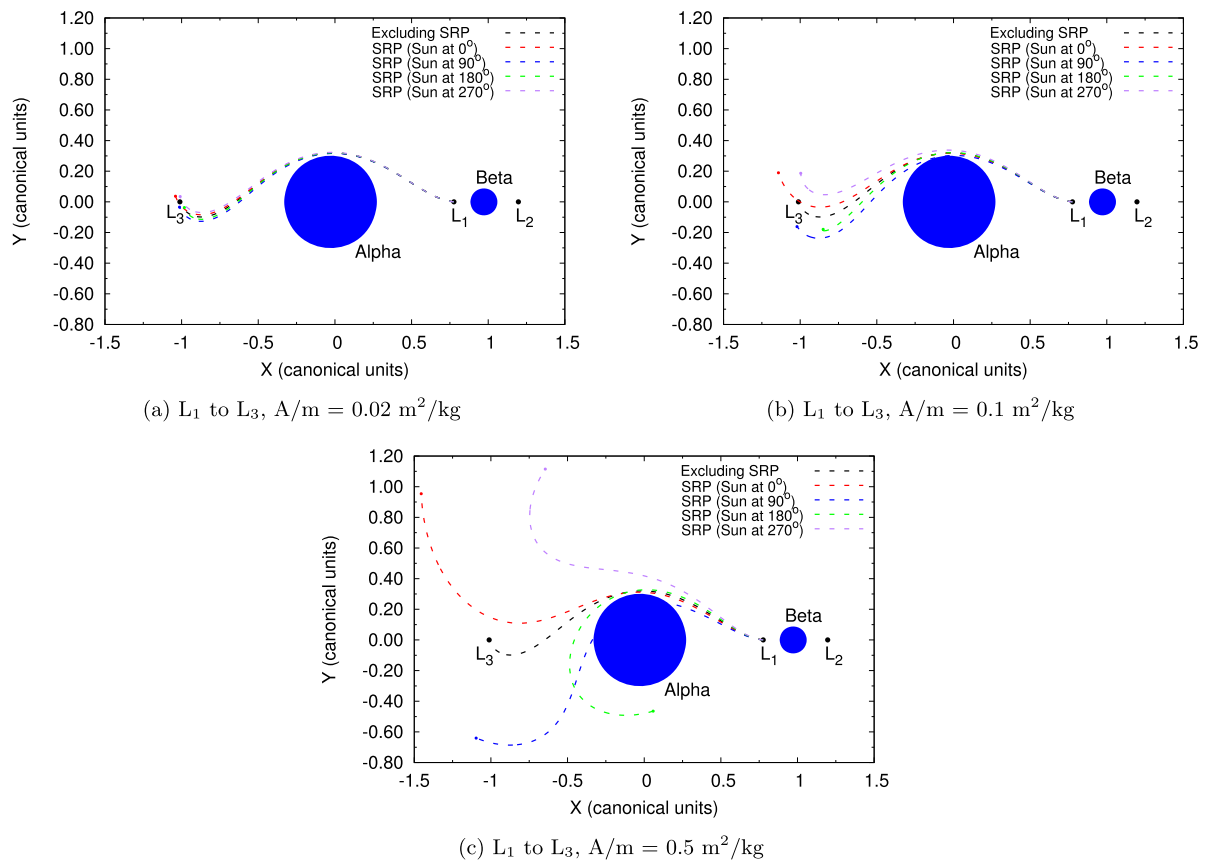 1.20
1.00
0.80
0.60
0.40
0.20
0.00
-0.20
-0.40
-0.60
-0.80
Y (canonical units)
-1.5 -1 -0.5 0 0.5 1 1.5
X (canonical units)
Excluding SRP
SRP (Sun at 0°)
SRP (Sun at 90°)
SRP (Sun at 180°)
SRP (Sun at 270°)
L₃
Alpha
L₁
Beta
L₂
(a) L₁ to L₃, A/m = 0.02 m²/kg
1.20
1.00
0.80
0.60
0.40
0.20
0.00
-0.20
-0.40
-0.60
-0.80
Y (canonical units)
-1.5 -1 -0.5 0 0.5 1 1.5
X (canonical units)
Excluding SRP
SRP (Sun at 0°)
SRP (Sun at 90°)
SRP (Sun at 180°)
SRP (Sun at 270°)
L₃
Alpha
L₁
Beta
L₂
(b) L₁ to L₃, A/m = 0.1 m²/kg
1.20
1.00
0.80
0.60
0.40
0.20
0.00
-0.20
-0.40
-0.60
-0.80
Y (canonical units)
-1.5 -1 -0.5 0 0.5 1 1.5
X (canonical units)
Excluding SRP
SRP (Sun at 0°)
SRP (Sun at 90°)
SRP (Sun at 180°)
SRP (Sun at 270°)
L₃
Alpha
L₁
Beta
L₂
(c) L₁ to L₃, A/m = 0.5 m²/kg